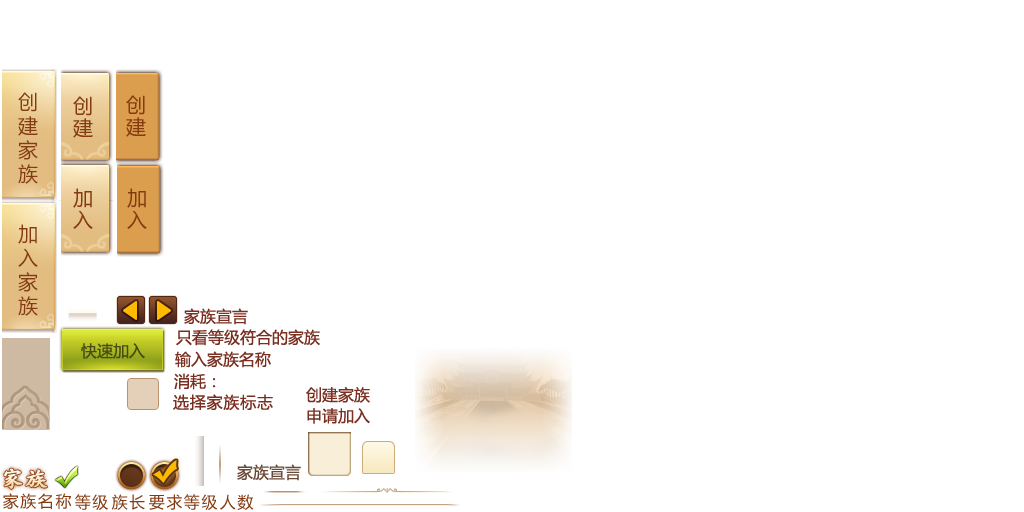 创建家族
创建
创建
加入家族
加入
加入
家族宣言
只看等级符合的家族
快速加入
输入家族名称
消耗：
选择家族标志
创建家族
申请加入
家族
家族宣言
家族名称 等级 族长 要求等级 人数